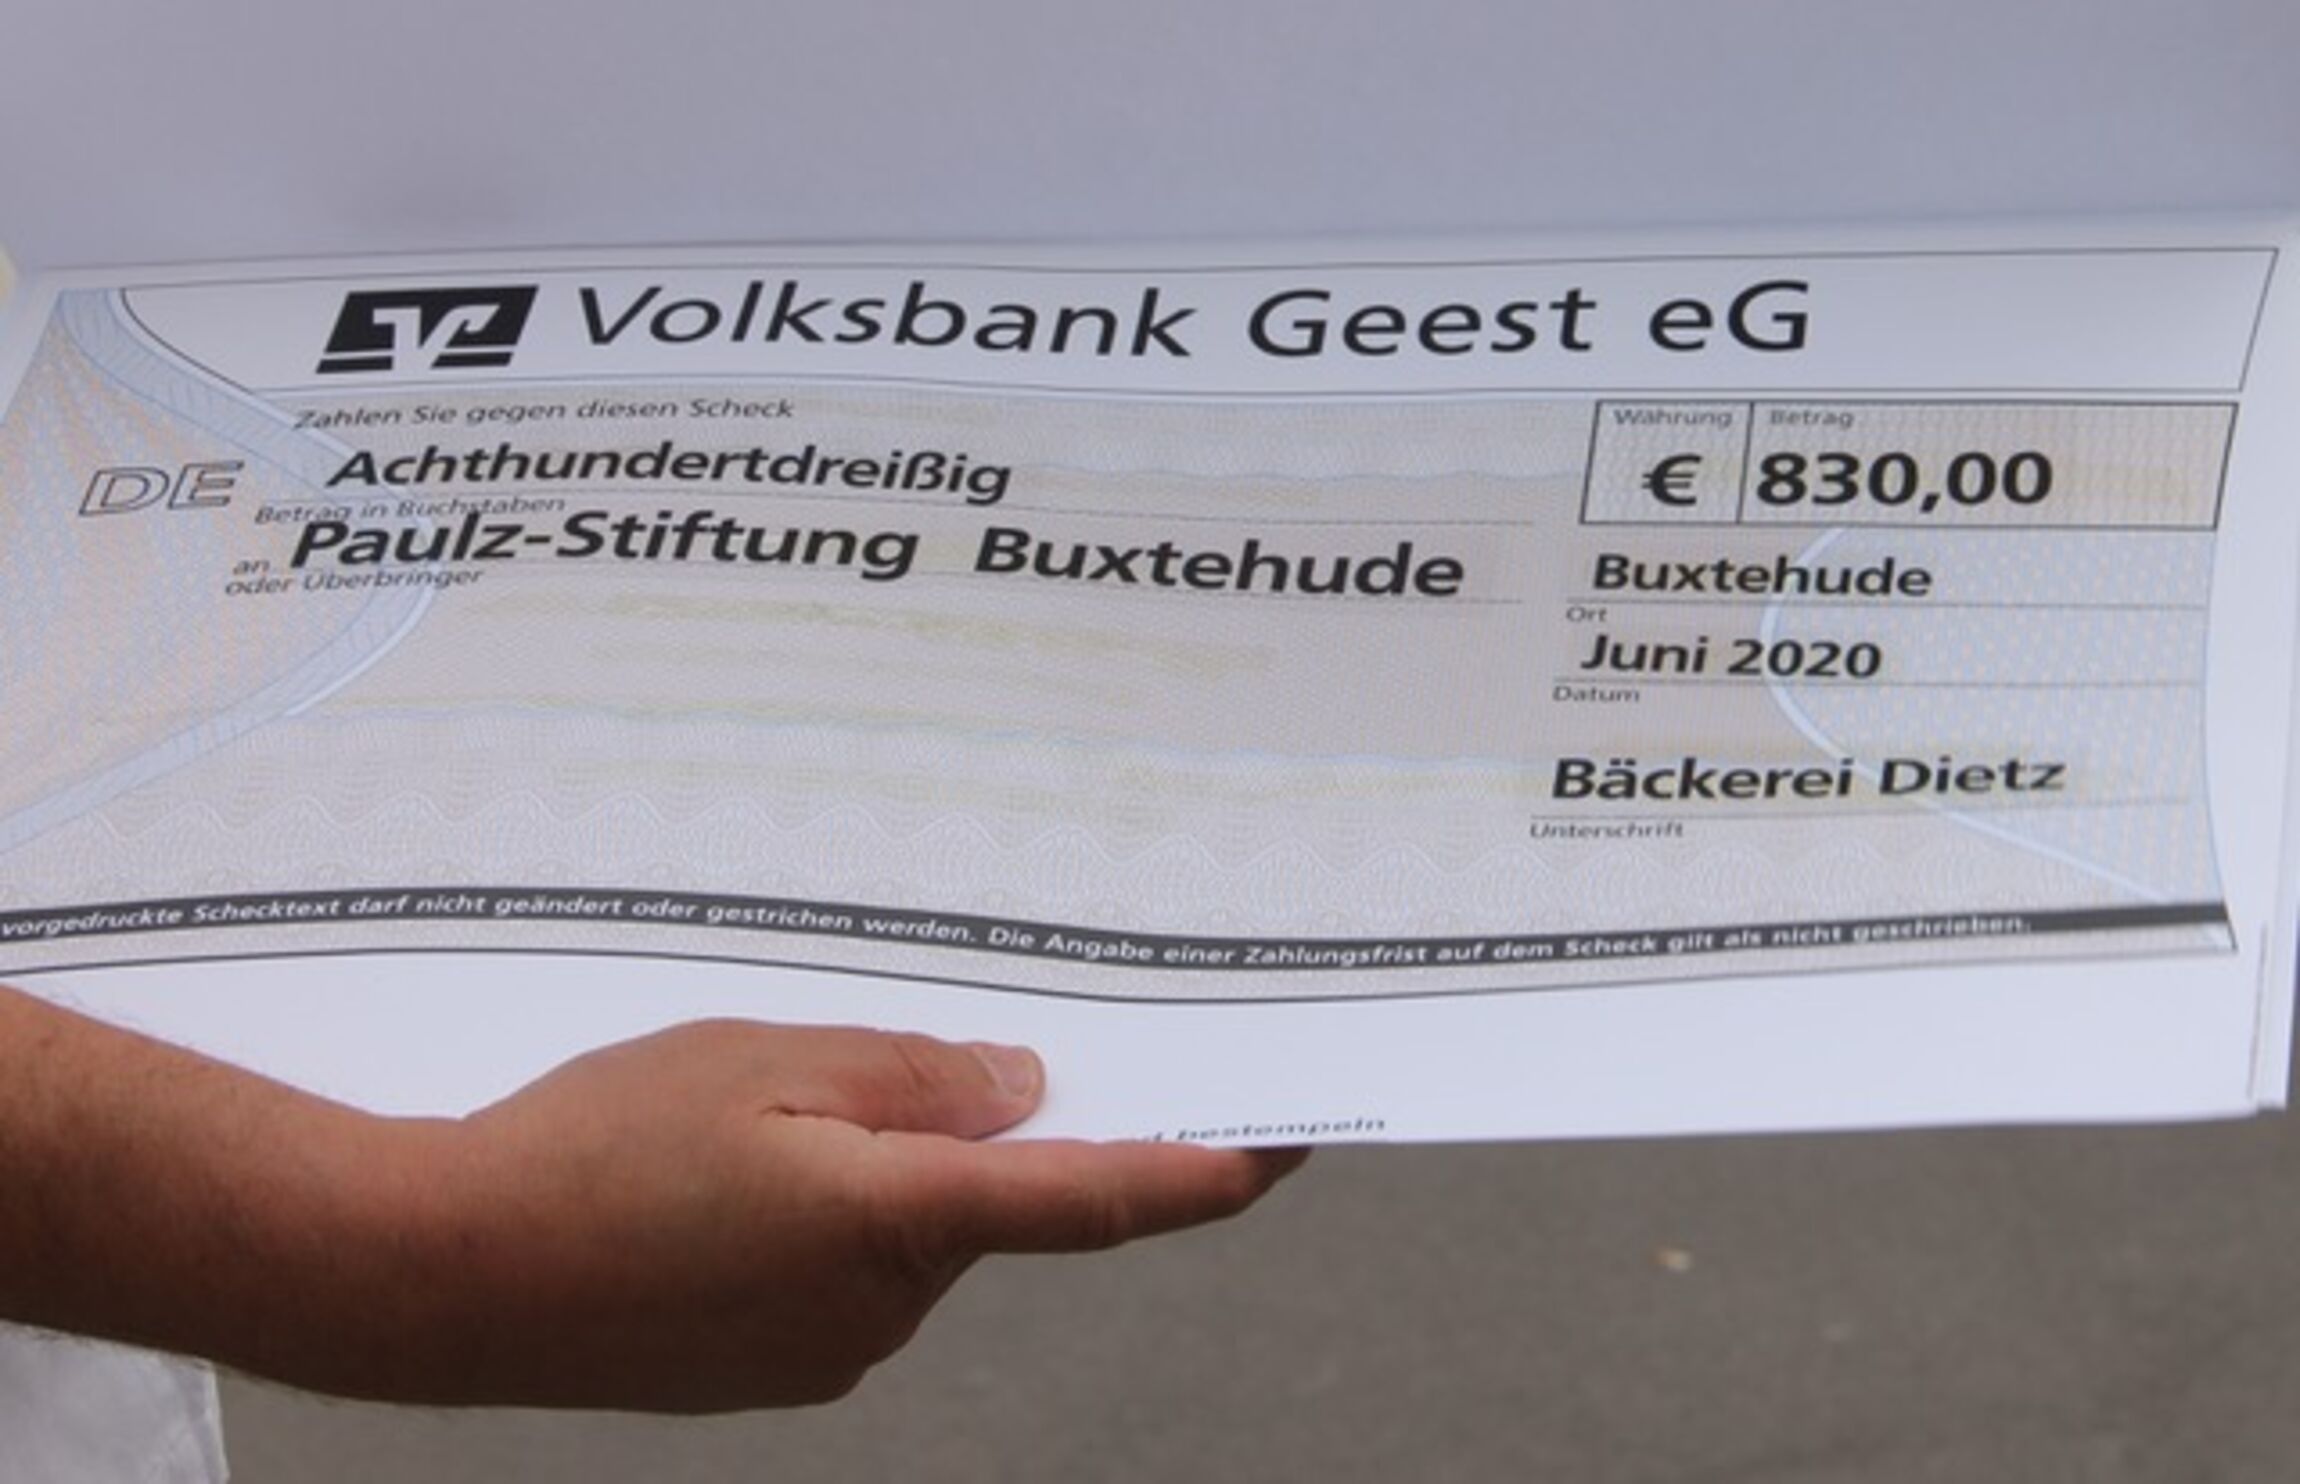 Volksbank Geest eG
Zahlen Sie gegen diesen Scheck
Währung Betrag
DE Achthundertdreißig
€ 830,00
Betrag in Buchstaben
an Paulz-Stiftung Buxtehude
oder Überbringer
Buxtehude
Ort
Juni 2020
Datum
Bäckerei Dietz
Unterschrift
vorgedruckte Schecktext darf nicht geändert oder gestrichen werden. Die Angabe einer Zahlungsfrist auf dem Scheck gilt als nicht geschrieben.
bestempeln